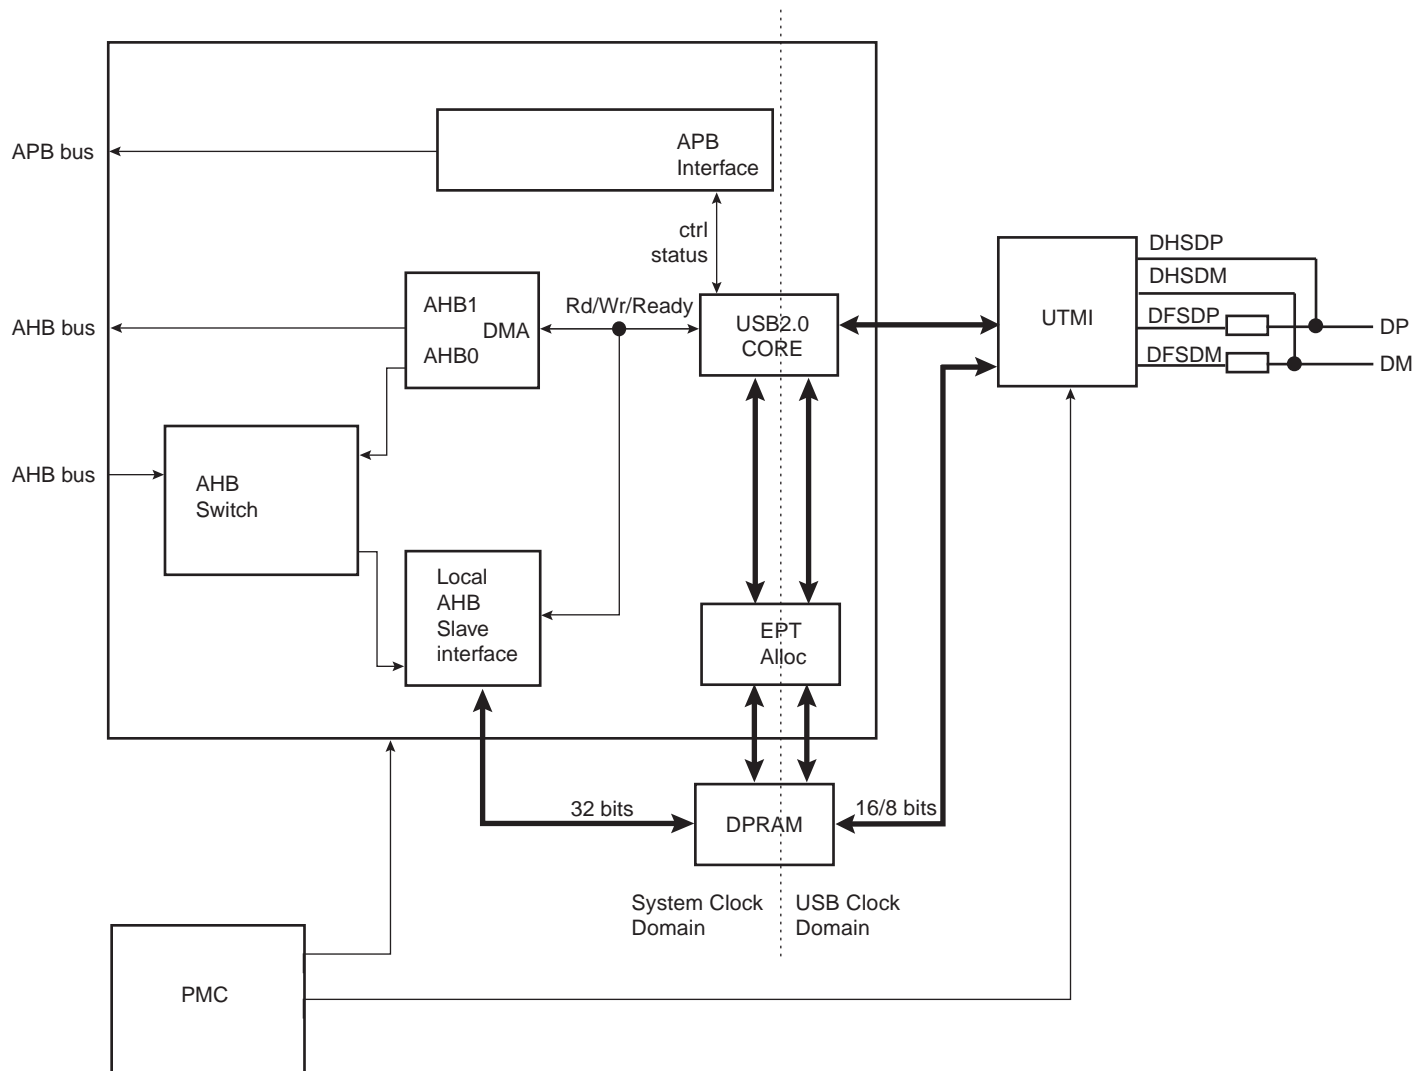 APB bus
APB
Interface
ctrl
status
AHB bus
AHB1
DMA
AHB0
Rd/Wr/Ready
USB2.0
CORE
UTMI
DHSDP
DHSDM
DFSDP
DFSDM
DP
DM
AHB bus
AHB
Switch
Local
AHB
Slave
interface
EPT
Alloc
32 bits
DPRAM
16/8 bits
System Clock
Domain
USB Clock
Domain
PMC